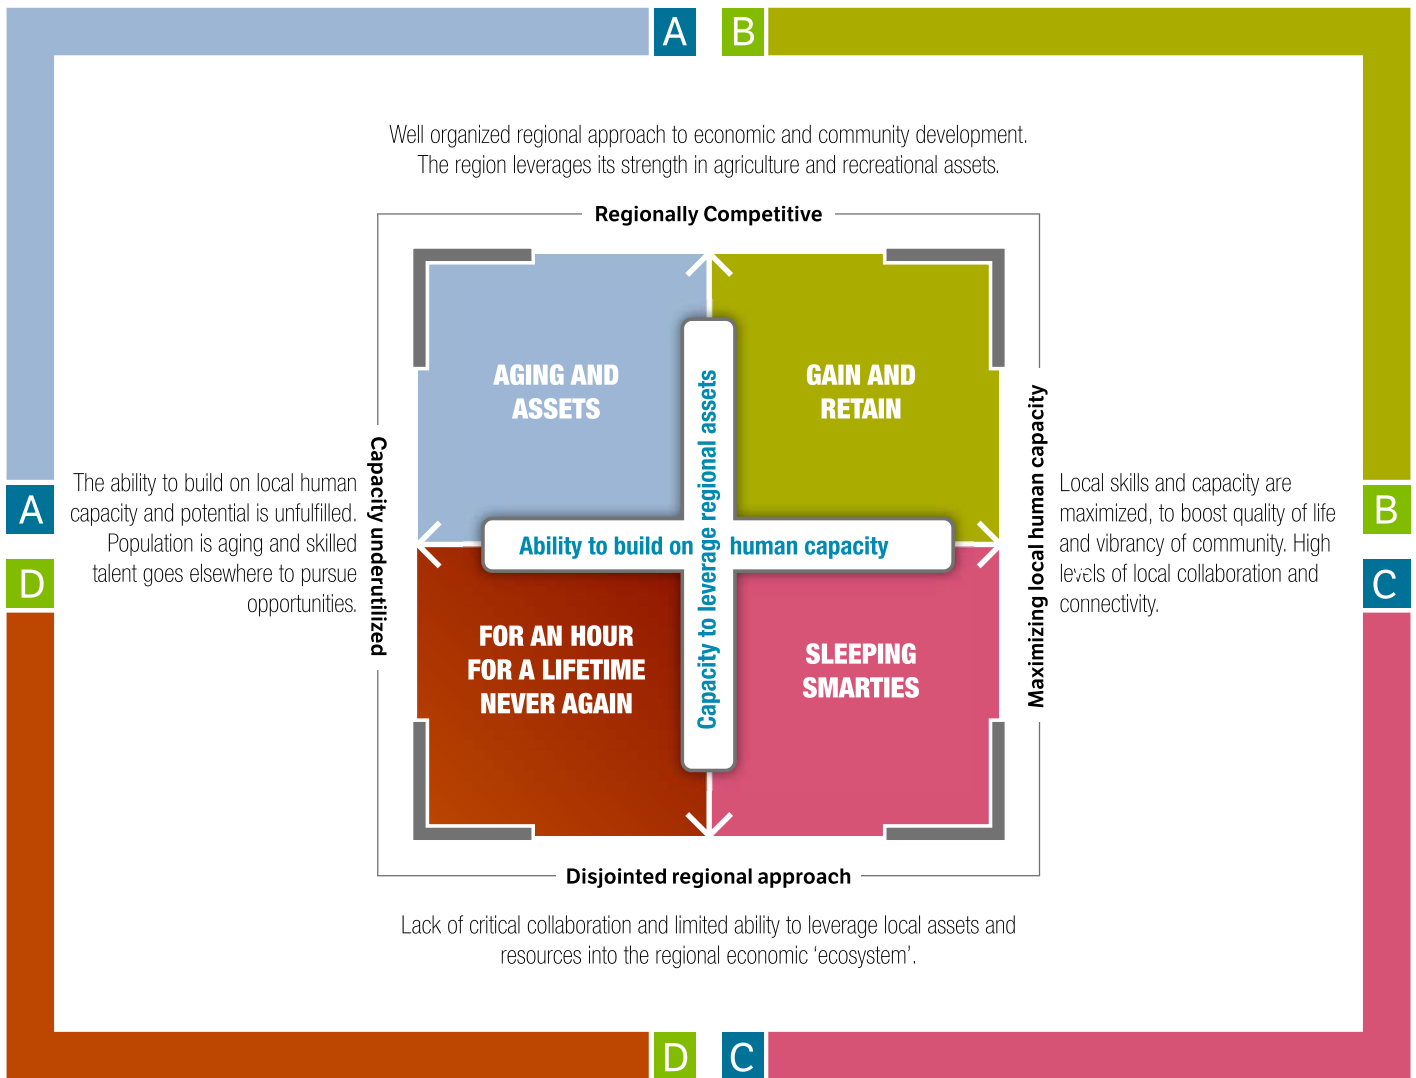 A B
Well organized regional approach to economic and community development.
The region leverages its strength in agriculture and recreational assets.
Regionally Competitive
AGING AND
ASSETS
GAIN AND
RETAIN
Capacity to leverage regional assets
Ability to build on human capacity
Capacity underutilized
Maximizing local human capacity
The ability to build on local human
capacity and potential is unfulfilled.
Population is aging and skilled
talent goes elsewhere to pursue
opportunities.
Local skills and capacity are
maximized, to boost quality of life
and vibrancy of community. High
levels of local collaboration and
connectivity.
A
B
D
C
FOR AN HOUR
FOR A LIFETIME
NEVER AGAIN
SLEEPING
SMARTIES
Disjointed regional approach
Lack of critical collaboration and limited ability to leverage local assets and
resources into the regional economic ‘ecosystem’.
D C